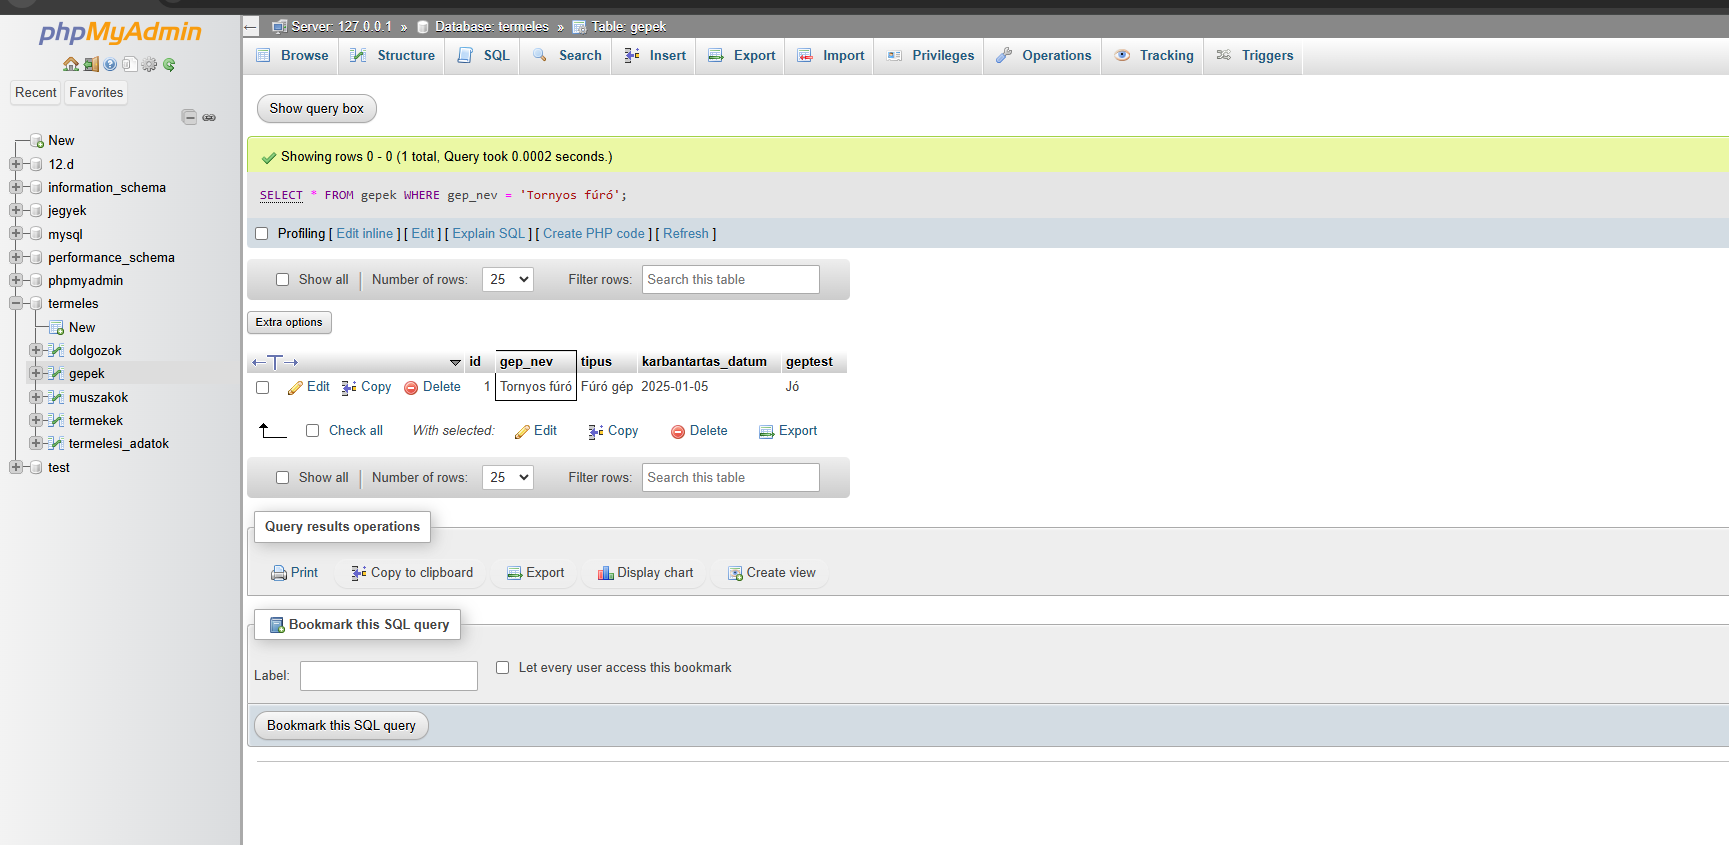 phpMyAdmin
Recent Favorites
New
12.d
information_schema
jegyek
mysql
performance_schema
phpmyadmin
termeles
New
dolgozok
gepek
muszakok
termekek
termelesi_adatok
test
Server: 127.0.0.1 » Database: termeles » Table: gepek
Browse Structure SQL Search Insert Export Import Privileges Operations Tracking Triggers
Show query box
Showing rows 0 - 0 (1 total, Query took 0.0002 seconds.)
SELECT * FROM gepek WHERE gep_nev = 'Tornyos fúró';
Profiling [ Edit inline ] [ Edit ] [ Explain SQL ] [ Create PHP code ] [ Refresh ]
Show all Number of rows: 25 Filter rows: Search this table
Extra options
←T→ id gep_nev tipus karbantartas_datum geptest
Edit Copy Delete 1 Tornyos fúró Fúró gép 2025-01-05 Jó
Check all With selected: Edit Copy Delete Export
Show all Number of rows: 25 Filter rows: Search this table
Query results operations
Print Copy to clipboard Export Display chart Create view
Bookmark this SQL query
Label: Let every user access this bookmark
Bookmark this SQL query